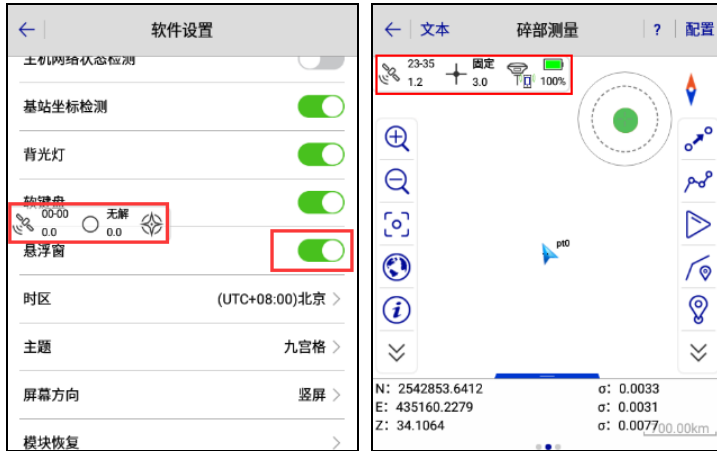 软件设置
主机网络状态检测
基站坐标检测
背光灯
软键盘
00-00 无解
0.0 0.0
悬浮窗
时区 (UTC+08:00)北京
主题 九宫格
屏幕方向 竖屏
模块恢复
文本 碎部测量 ? 配置
23-35 固定
1.2 3.0 100%
pt0
N: 2542853.6412 σ: 0.0033
E: 435160.2279 σ: 0.0031
Z: 34.1064 σ: 0.0077
700.00km